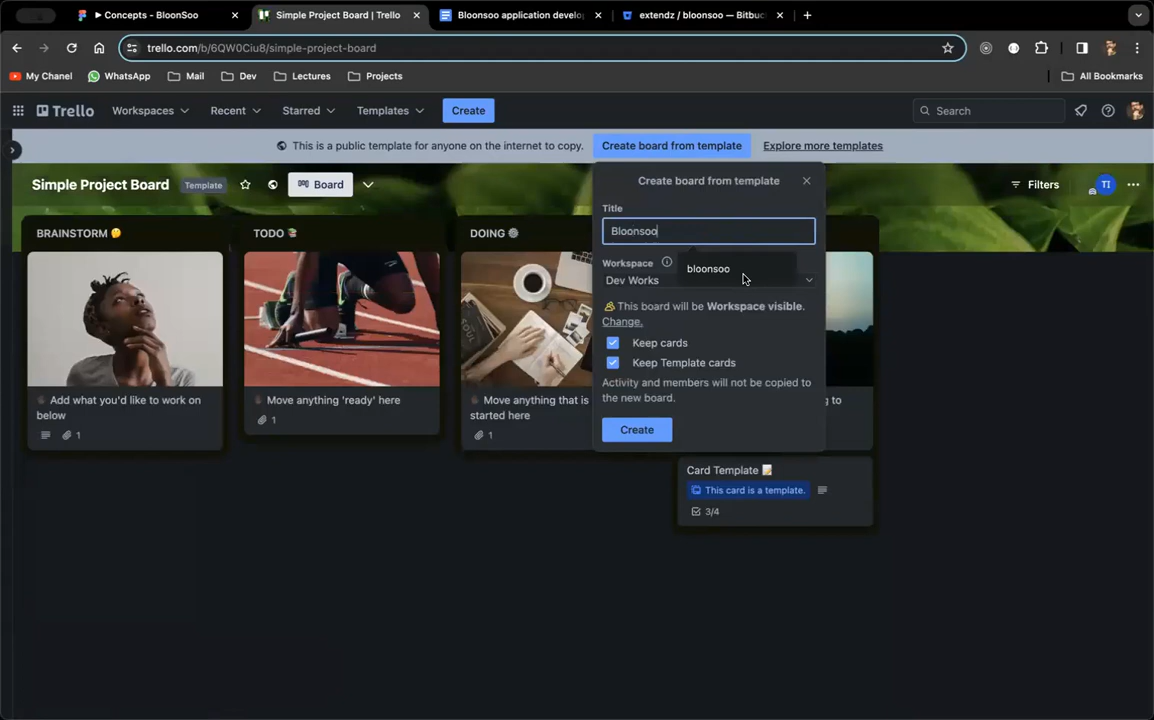 Concepts - BloonSoo
Simple Project Board | Trello
Bloonsoo application develo
extendz / bloonsoo — Bitbuc
trello.com/b/6QW0Ciu8/simple-project-board
My Chanel
WhatsApp
Mail
Dev
Lectures
Projects
All Bookmarks
Trello
Workspaces
Recent
Starred
Templates
Create
Search
This is a public template for anyone on the internet to copy.
Create board from template
Explore more templates
Simple Project Board
Template
Board
Filters
TI
Create board from template
Title
Bloonsoo
bloonsoo
Workspace
Dev Works
This board will be Workspace visible.
Change.
Keep cards
Keep Template cards
Activity and members will not be copied to
the new board.
Create
BRAINSTORM
Add what you'd like to work on
below
1
TODO
Move anything 'ready' here
1
DOING
Move anything that is
started here
1
g to
Card Template
This card is a template.
3/4